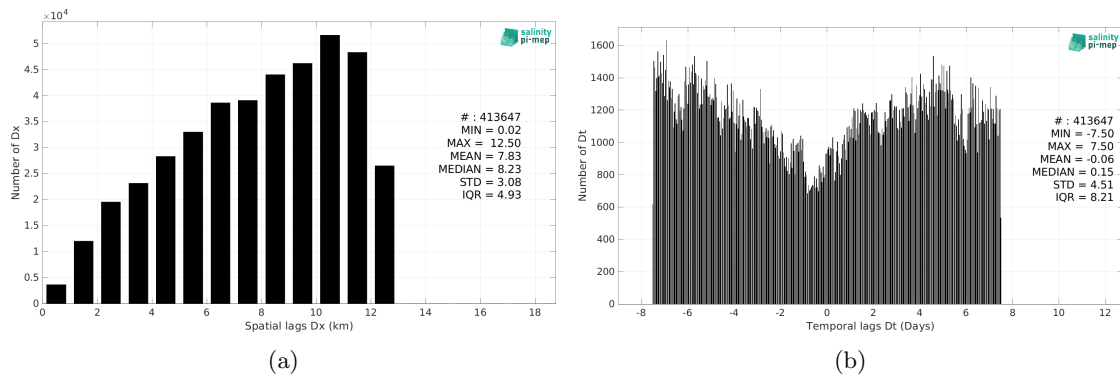 ×10⁴
salinity
pi-mep
5
4.5
4
3.5
3
2.5
2
1.5
1
0.5
0
Number of Dx
# : 413647
MIN = 0.02
MAX = 12.50
MEAN = 7.83
MEDIAN = 8.23
STD = 3.08
IQR = 4.93
0 2 4 6 8 10 12 14 16 18
Spatial lags Dx (km)
(a)
salinity
pi-mep
1600
1400
1200
1000
800
600
400
200
0
Number of Dt
# : 413647
MIN = -7.50
MAX = 7.50
MEAN = -0.06
MEDIAN = 0.15
STD = 4.51
IQR = 8.21
-8 -6 -4 -2 0 2 4 6 8 10 12
Temporal lags Dt (Days)
(b)